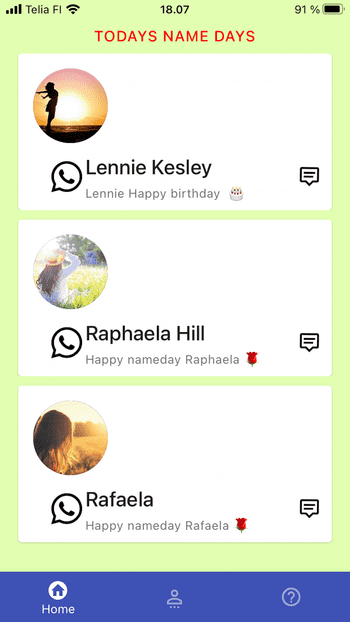 Telia FI 18.07 91 %
TODAYS NAME DAYS
Lennie Kesley
Lennie Happy birthday 🎂
Raphaela Hill
Happy nameday Raphaela 🌹
Rafaela
Happy nameday Rafaela 🌹
Home